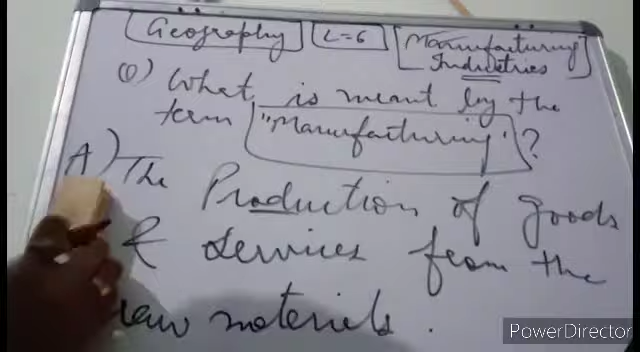 Geography L=6 Manufacturing
Industries
Q) What is meant by the
term "Manufacturing"?
A) The Production of goods
& services from the
raw materials.
PowerDirector